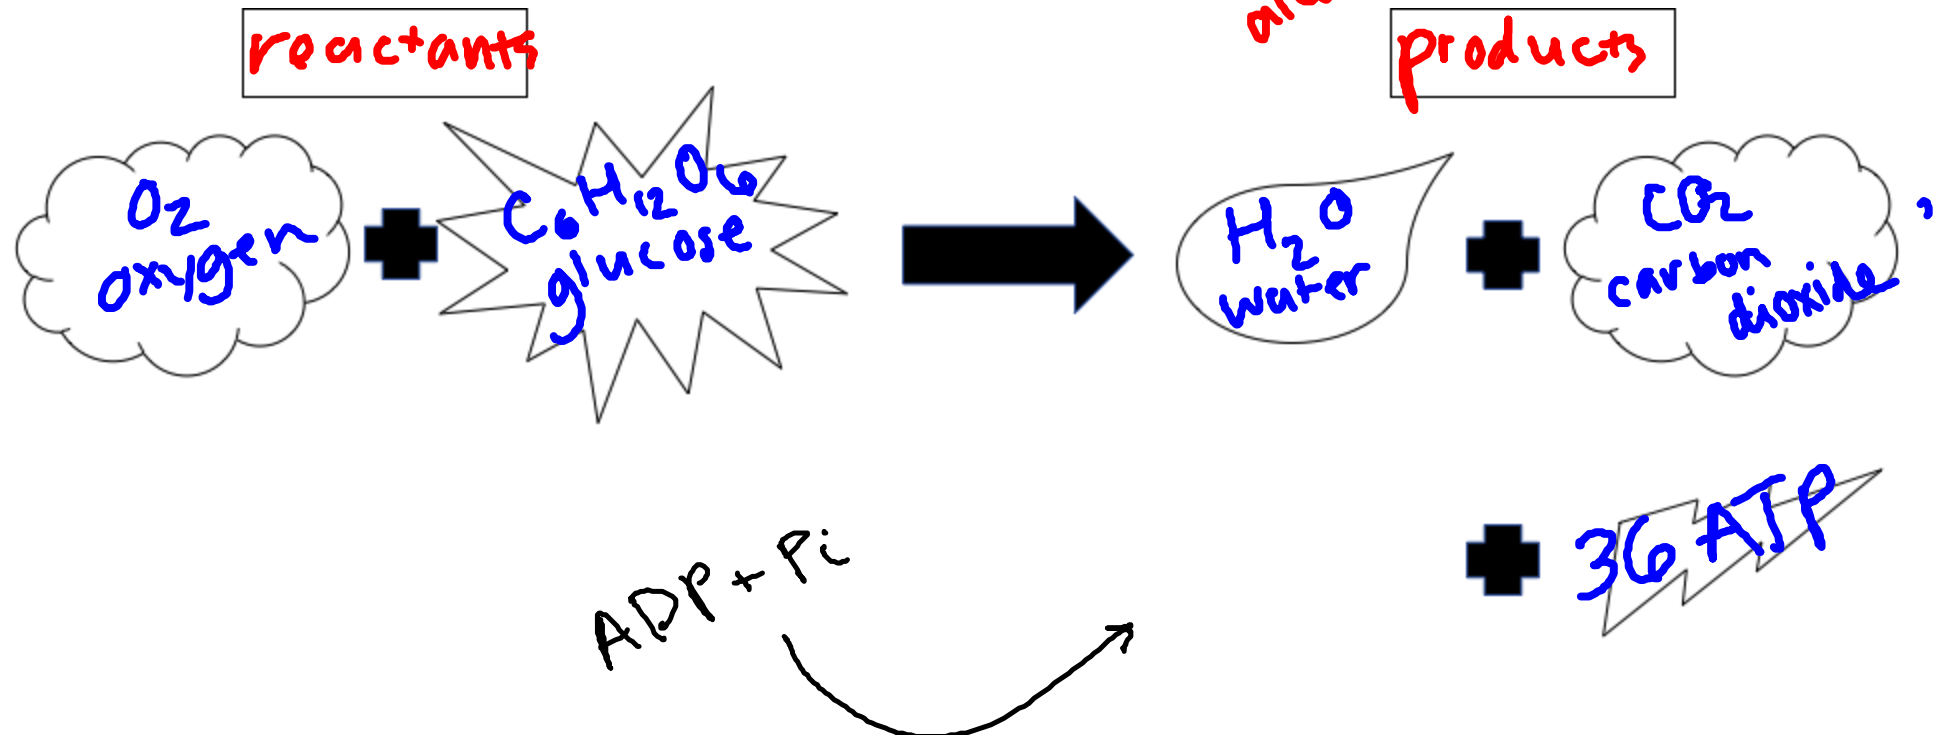 reactants
products
O2
oxygen
C6H12O6
glucose
H2O
water
CO2
carbon
dioxide
ADP + Pi
36 ATP